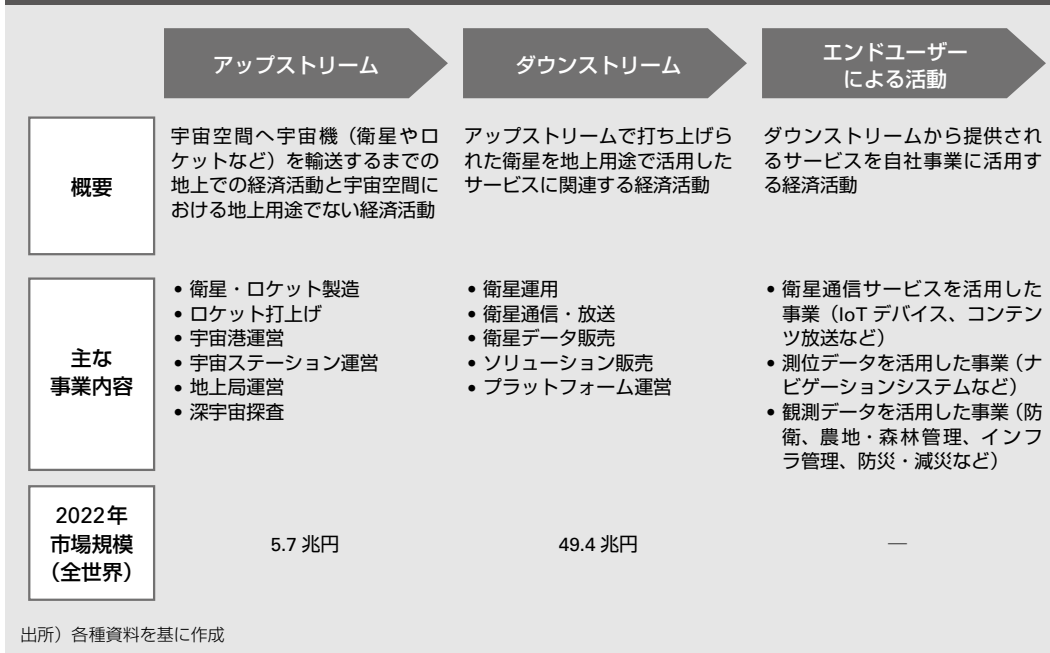 アップストリーム
ダウンストリーム
エンドユーザー
による活動
概要
宇宙空間へ宇宙機（衛星やロ
ケットなど）を輸送するまでの
地上での経済活動と宇宙空間に
おける地上用途でない経済活動
アップストリームで打ち上げら
れた衛星を地上用途で活用した
サービスに関連する経済活動
ダウンストリームから提供され
るサービスを自社事業に活用す
る経済活動
主な
事業内容
• 衛星・ロケット製造
• ロケット打上げ
• 宇宙港運営
• 宇宙ステーション運営
• 地上局運営
• 深宇宙探査
• 衛星運用
• 衛星通信・放送
• 衛星データ販売
• ソリューション販売
• プラットフォーム運営
• 衛星通信サービスを活用した
事業（IoT デバイス、コンテン
ツ放送など）
• 測位データを活用した事業（ナ
ビゲーションシステムなど）
• 観測データを活用した事業（防
衛、農地・森林管理、インフ
ラ管理、防災・減災など）
2022年
市場規模
（全世界）
5.7 兆円
49.4 兆円
―
出所）各種資料を基に作成